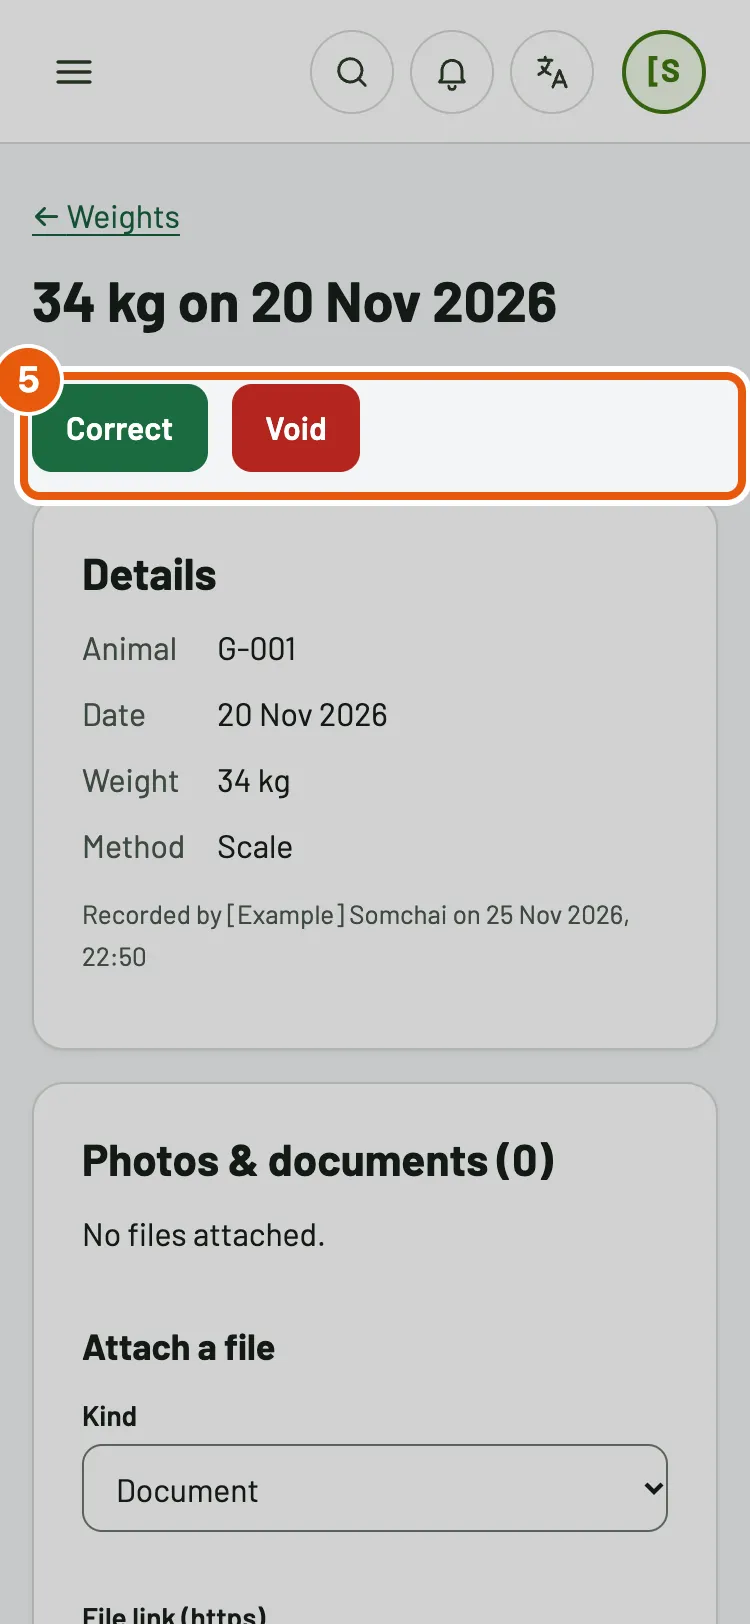 [S
← Weights
34 kg on 20 Nov 2026
5
Correct
Void
Details
Animal G-001
Date 20 Nov 2026
Weight 34 kg
Method Scale
Recorded by [Example] Somchai on 25 Nov 2026,
22:50
Photos & documents (0)
No files attached.
Attach a file
Kind
Document
File link (https)